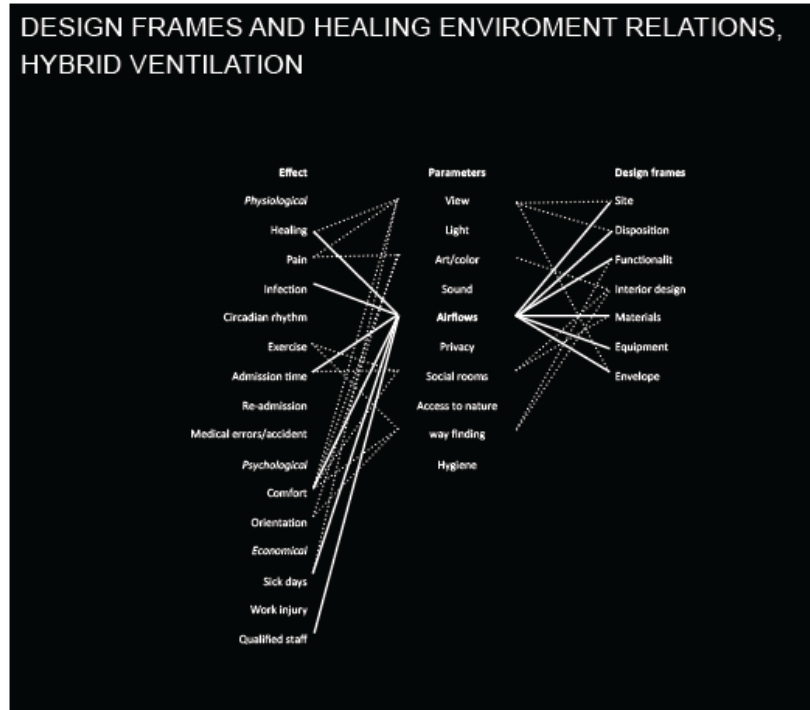 DESIGN FRAMES AND HEALING ENVIROMENT RELATIONS,
HYBRID VENTILATION
Effect
Parameters
Design frames
Physiological
View
Site
Healing
Light
Disposition
Pain
Art/color
Functionalit
Infection
Sound
Interior design
Circadian rhythm
Airflows
Materials
Exercise
Privacy
Equipment
Admission time
Social rooms
Envelope
Re-admission
Access to nature
Medical errors/accident
way finding
Psychological
Hygiene
Comfort
Orientation
Economical
Sick days
Work injury
Qualified staff